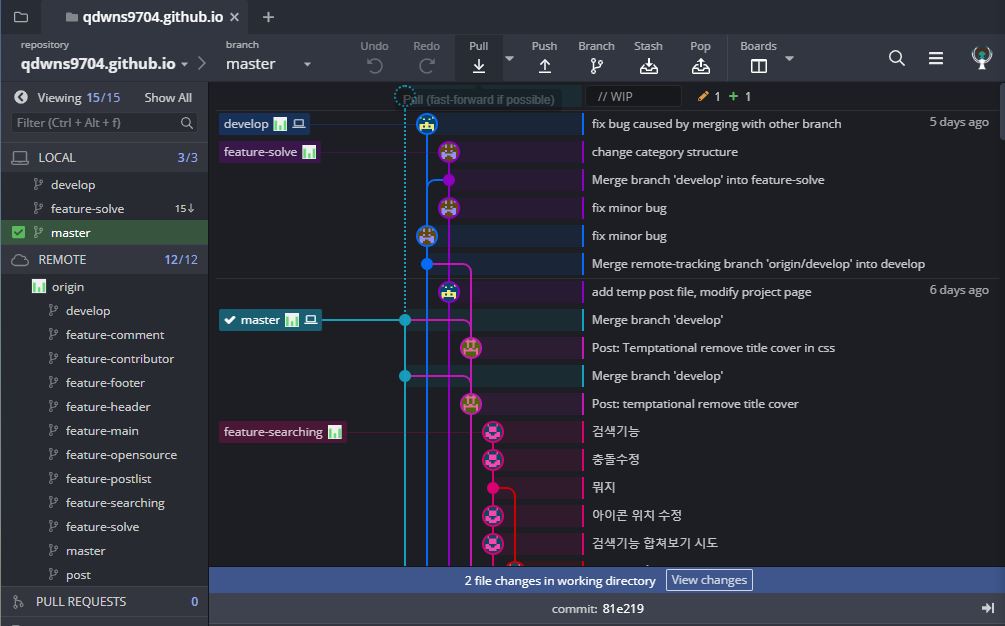 qdwns9704.github.io
repository
qdwns9704.github.io
branch
master
Undo
Redo
Pull
Push
Branch
Stash
Pop
Boards
Viewing 15/15
Show All
Filter (Ctrl + Alt + f)
LOCAL 3/3
develop
feature-solve 15↓
master
REMOTE 12/12
origin
develop
feature-comment
feature-contributor
feature-footer
feature-header
feature-main
feature-opensource
feature-postlist
feature-searching
feature-solve
master
post
PULL REQUESTS 0
Pull (fast-forward if possible)
// WIP
1 + 1
develop
fix bug caused by merging with other branch
5 days ago
feature-solve
change category structure
Merge branch 'develop' into feature-solve
fix minor bug
fix minor bug
Merge remote-tracking branch 'origin/develop' into develop
add temp post file, modify project page
6 days ago
master
Merge branch 'develop'
Post: Temptational remove title cover in css
Merge branch 'develop'
Post: temptational remove title cover
feature-searching
검색기능
충돌수정
뭐지
아이콘 위치 수정
검색기능 합쳐보기 시도
2 file changes in working directory
View changes
commit: 81e219